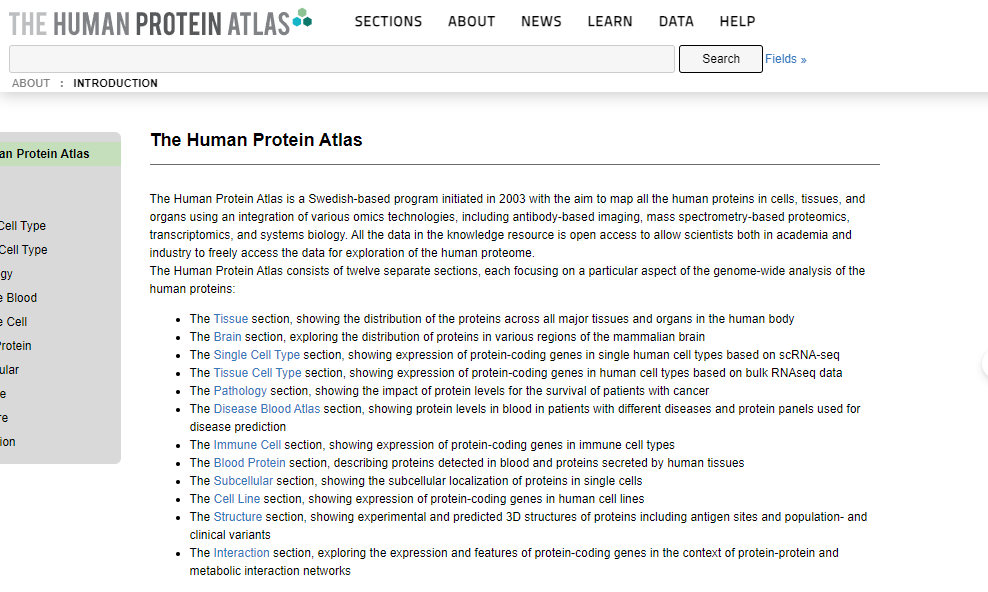 THE HUMAN PROTEIN ATLAS
SECTIONS ABOUT NEWS LEARN DATA HELP
Search Fields »
ABOUT : INTRODUCTION
an Protein Atlas
Cell Type
Cell Type
gy
e Blood
e Cell
Protein
ular
e
re
ion
The Human Protein Atlas
The Human Protein Atlas is a Swedish-based program initiated in 2003 with the aim to map all the human proteins in cells, tissues, and
organs using an integration of various omics technologies, including antibody-based imaging, mass spectrometry-based proteomics,
transcriptomics, and systems biology. All the data in the knowledge resource is open access to allow scientists both in academia and
industry to freely access the data for exploration of the human proteome.
The Human Protein Atlas consists of twelve separate sections, each focusing on a particular aspect of the genome-wide analysis of the
human proteins:
• The Tissue section, showing the distribution of the proteins across all major tissues and organs in the human body
• The Brain section, exploring the distribution of proteins in various regions of the mammalian brain
• The Single Cell Type section, showing expression of protein-coding genes in single human cell types based on scRNA-seq
• The Tissue Cell Type section, showing expression of protein-coding genes in human cell types based on bulk RNAseq data
• The Pathology section, showing the impact of protein levels for the survival of patients with cancer
• The Disease Blood Atlas section, showing protein levels in blood in patients with different diseases and protein panels used for
disease prediction
• The Immune Cell section, showing expression of protein-coding genes in immune cell types
• The Blood Protein section, describing proteins detected in blood and proteins secreted by human tissues
• The Subcellular section, showing the subcellular localization of proteins in single cells
• The Cell Line section, showing expression of protein-coding genes in human cell lines
• The Structure section, showing experimental and predicted 3D structures of proteins including antigen sites and population- and
clinical variants
• The Interaction section, exploring the expression and features of protein-coding genes in the context of protein-protein and
metabolic interaction networks